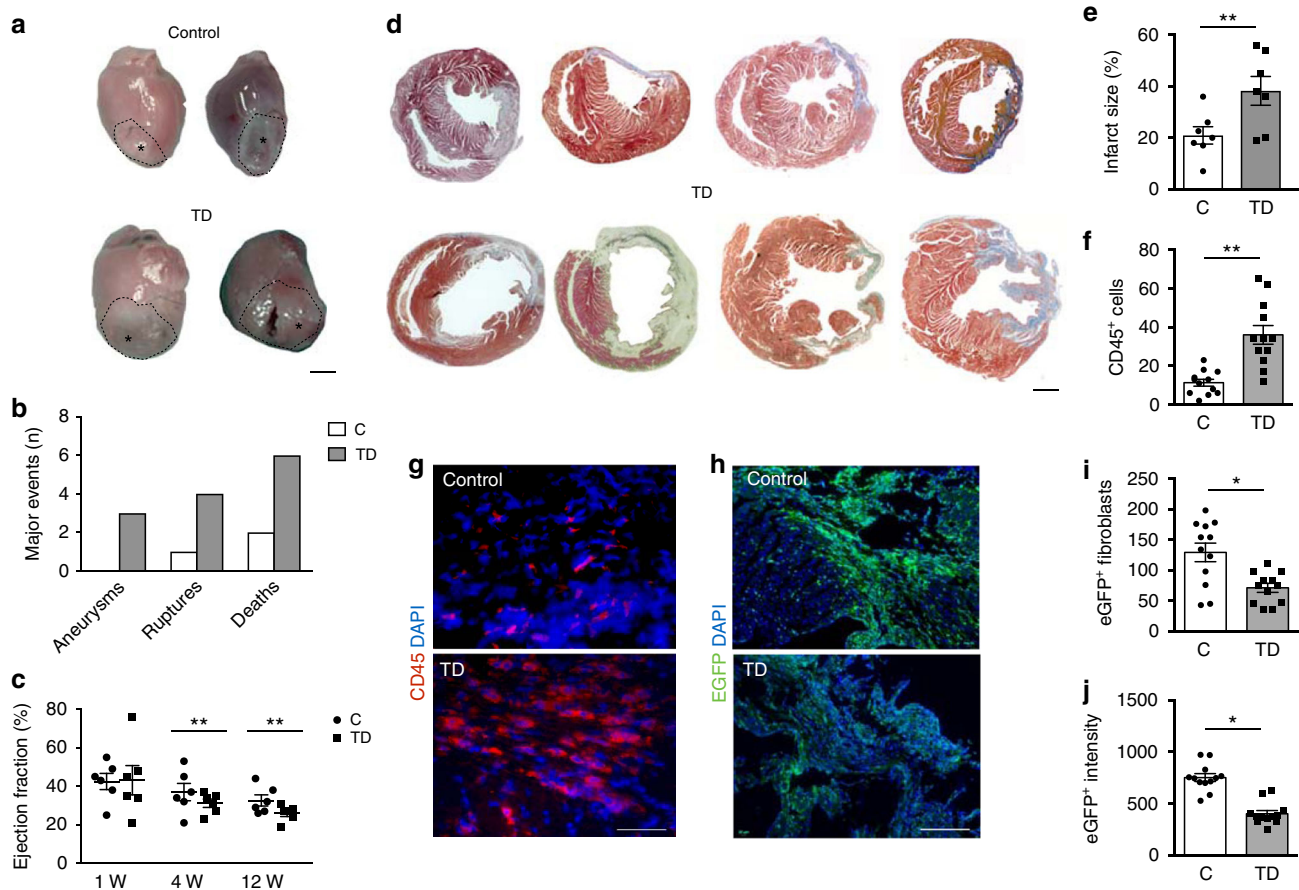 a
Control
*
*
TD
*
*
b
Major events (n)
8
6
4
2
0
C
TD
Aneurysms
Ruptures
Deaths
c
Ejection fraction (%)
80
60
40
20
0
**
**
C
TD
1 W
4 W
12 W
d
TD
e
Infarct size (%)
60
40
20
0
**
C
TD
f
CD45+ cells
80
60
40
20
0
**
C
TD
g
Control
TD
CD45 DAPI
h
Control
TD
EGFP DAPI
i
eGFP+ fibroblasts
250
200
150
100
50
0
*
C
TD
j
eGFP+ intensity
1500
1000
500
0
*
C
TD